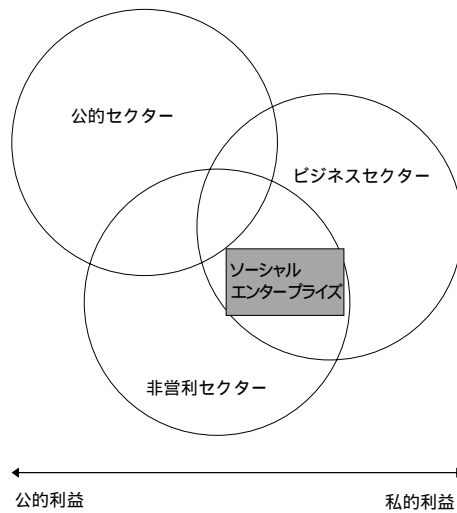 公的セクター
ビジネスセクター
ソーシャル
エンタープライズ
非営利セクター
公的利益
私的利益